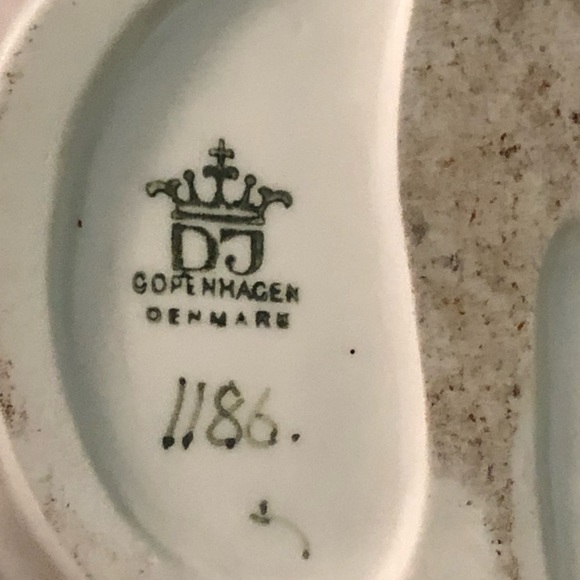 DJ
COPENHAGEN
DENMARK
1186.